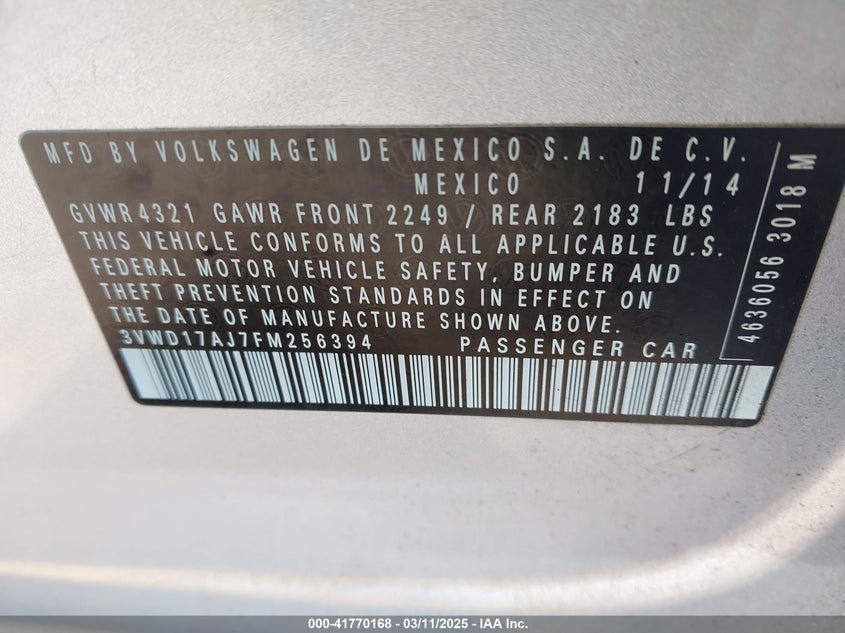 MFD BY VOLKSWAGEN DE MEXICO S.A. DE C.V.
MEXICO 11/14
GVWR 4321 GAWR FRONT 2249 / REAR 2183 LBS
THIS VEHICLE CONFORMS TO ALL APPLICABLE U.S.
FEDERAL MOTOR VEHICLE SAFETY, BUMPER AND
THEFT PREVENTION STANDARDS IN EFFECT ON
THE DATE OF MANUFACTURE SHOWN ABOVE.
3VWD17AJ7FM256394 PASSENGER CAR
4636056 3018 M
000-41770168 - 03/11/2025 - IAA Inc.